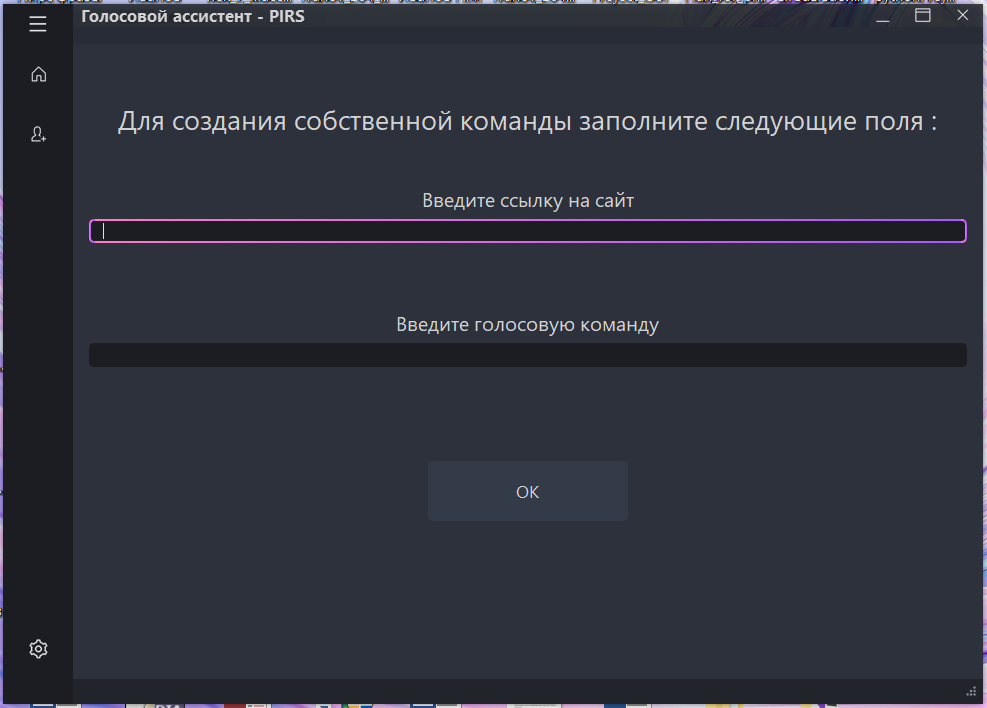 Голосовой ассистент - PIRS
Для создания собственной команды заполните следующие поля :
Введите ссылку на сайт
Введите голосовую команду
OK